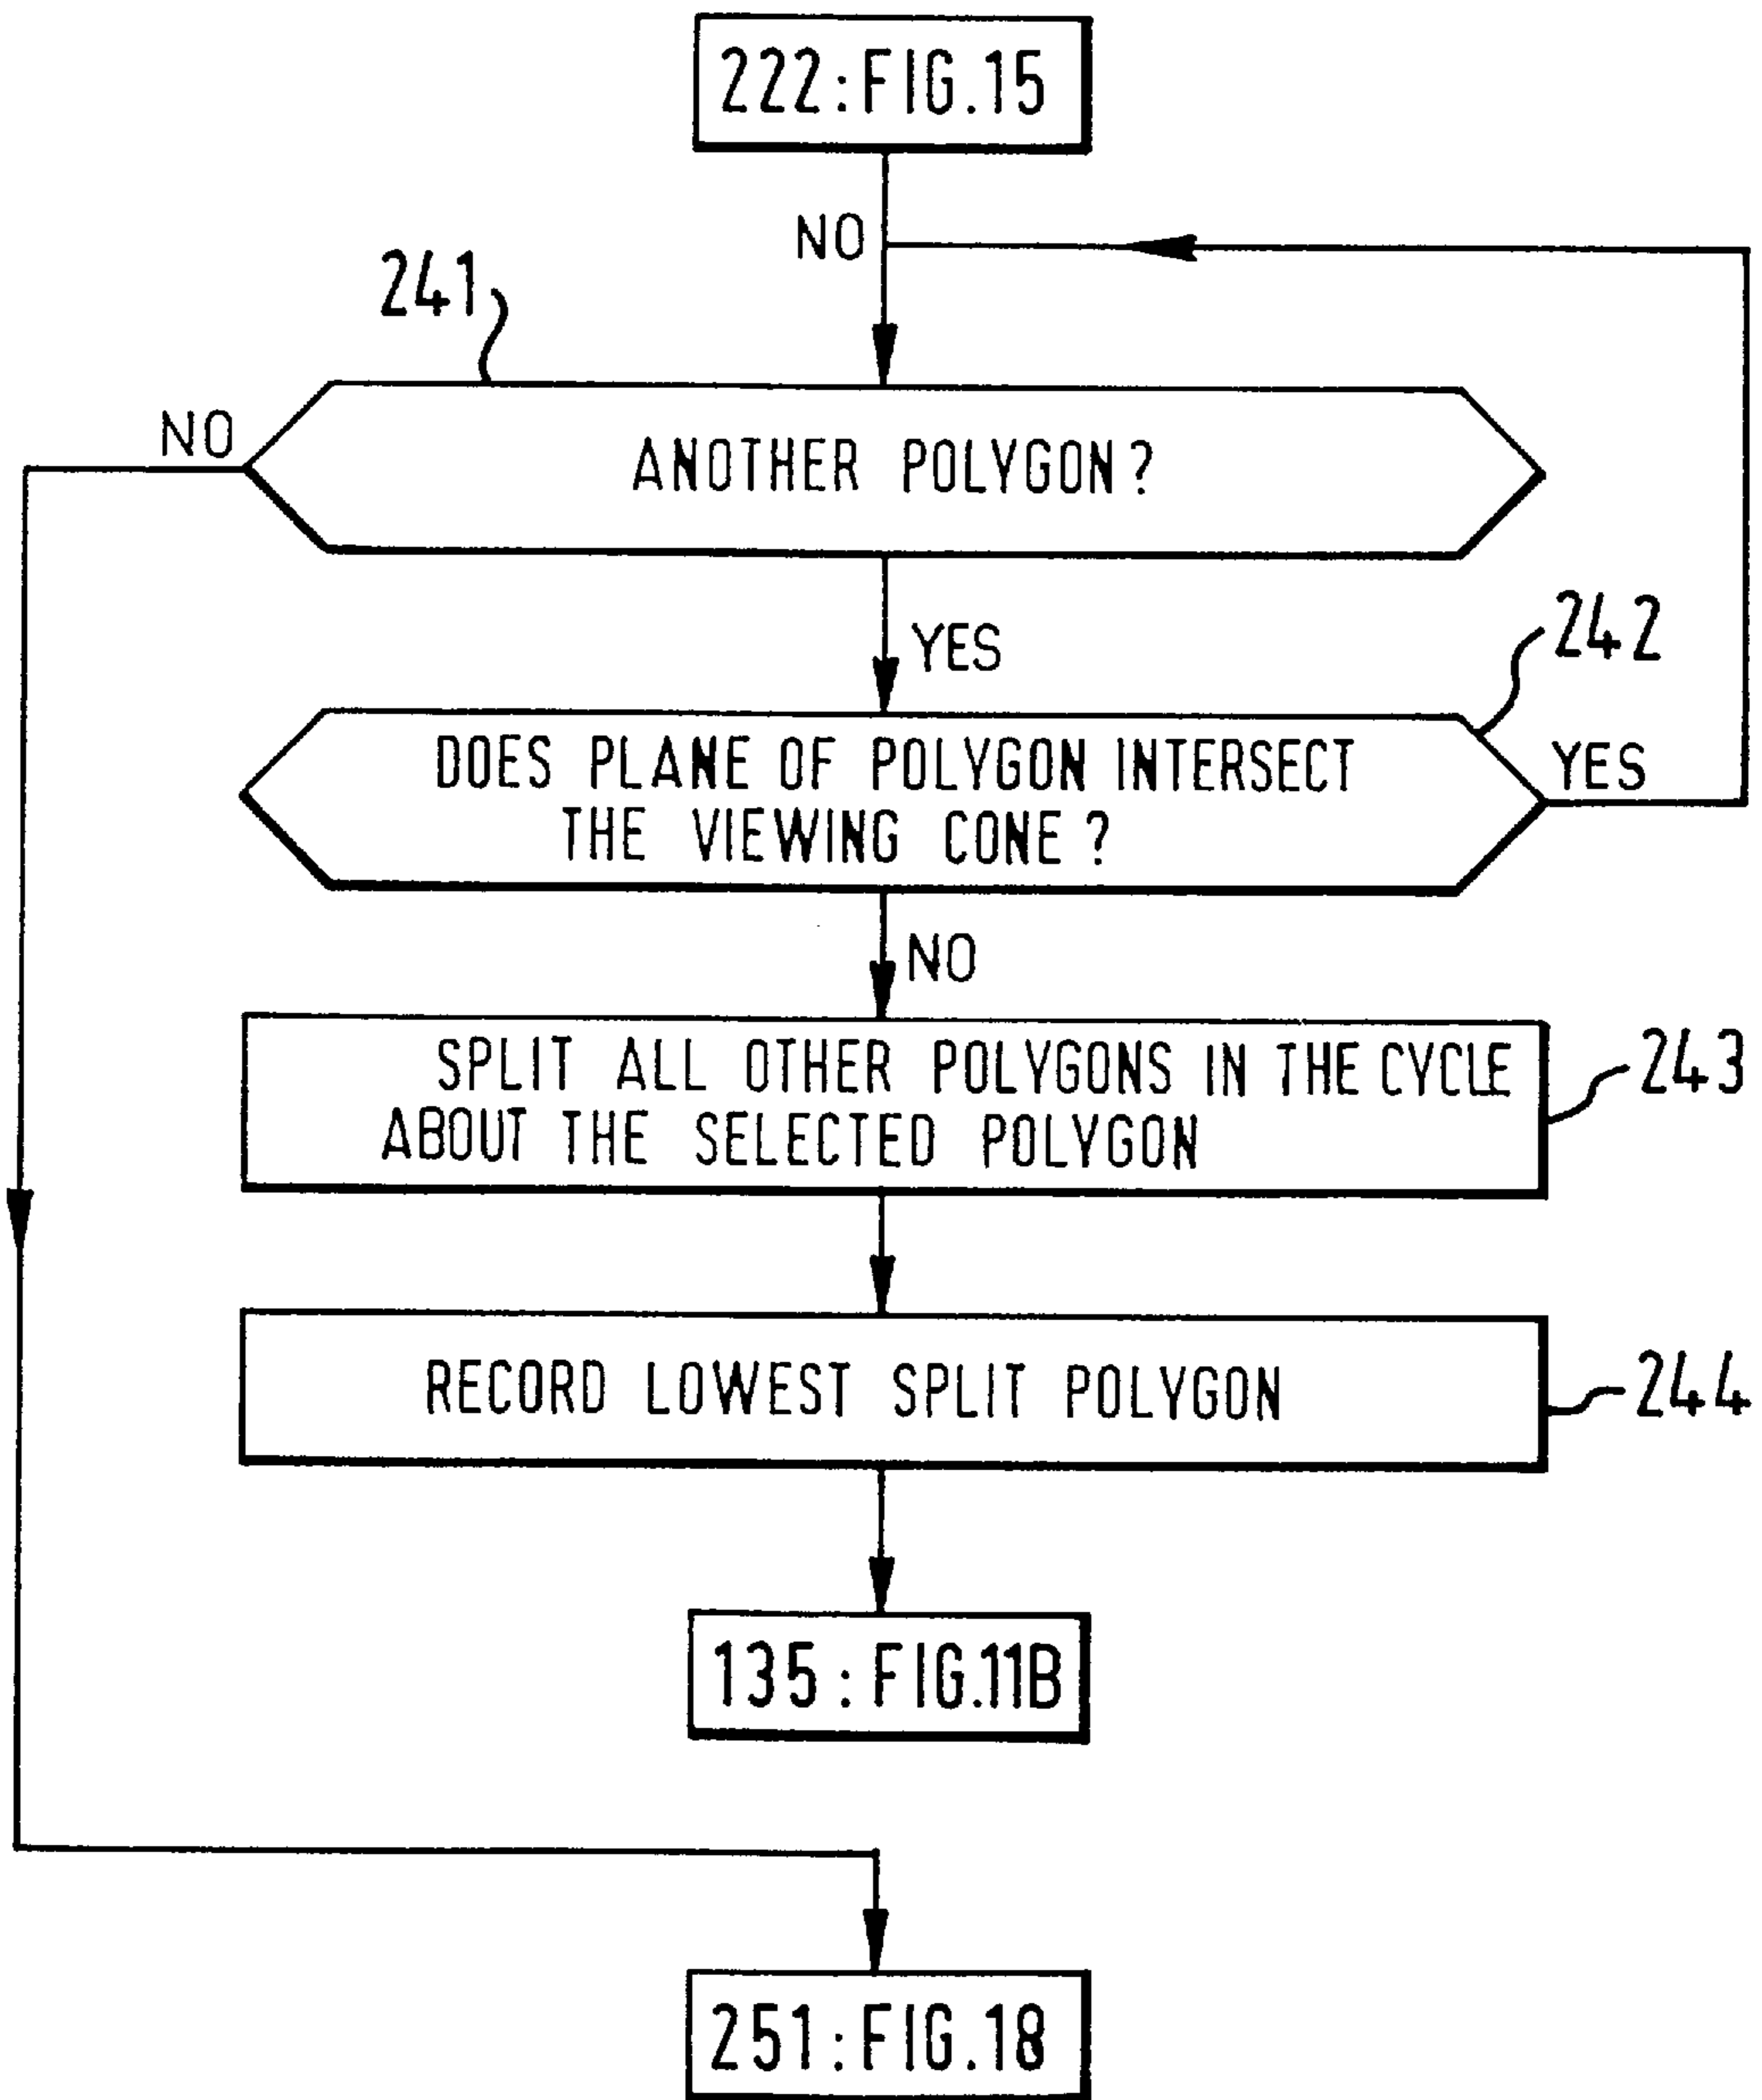 222:FIG.15
NO
241
NO
ANOTHER POLYGON?
YES
242
DOES PLANE OF POLYGON INTERSECT
THE VIEWING CONE?
YES
NO
SPLIT ALL OTHER POLYGONS IN THE CYCLE
ABOUT THE SELECTED POLYGON
243
RECORD LOWEST SPLIT POLYGON
244
135:FIG.11B
251:FIG.18